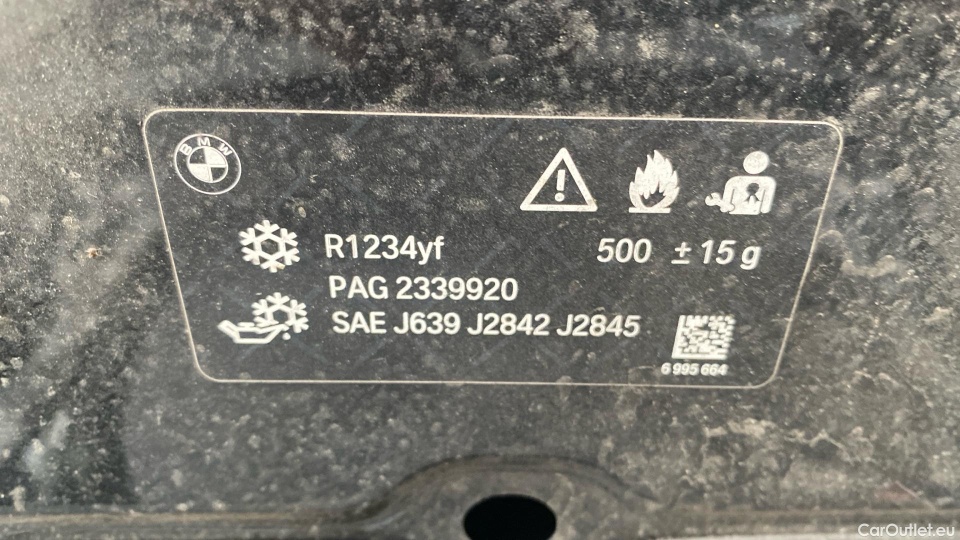 BMW
R1234yf 500 ± 15 g
PAG 2339920
SAE J639 J2842 J2845
6 995 664
CarOutlet.eu